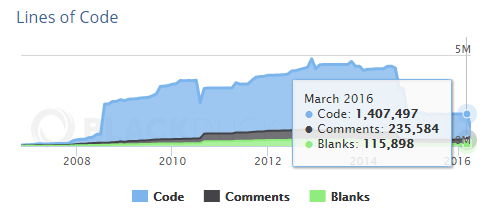 Lines of Code
5M
March 2016
Code: 1,407,497
Comments: 235,584
Blanks: 115,898
0M
2008
2010
2012
2014
2016
Code
Comments
Blanks